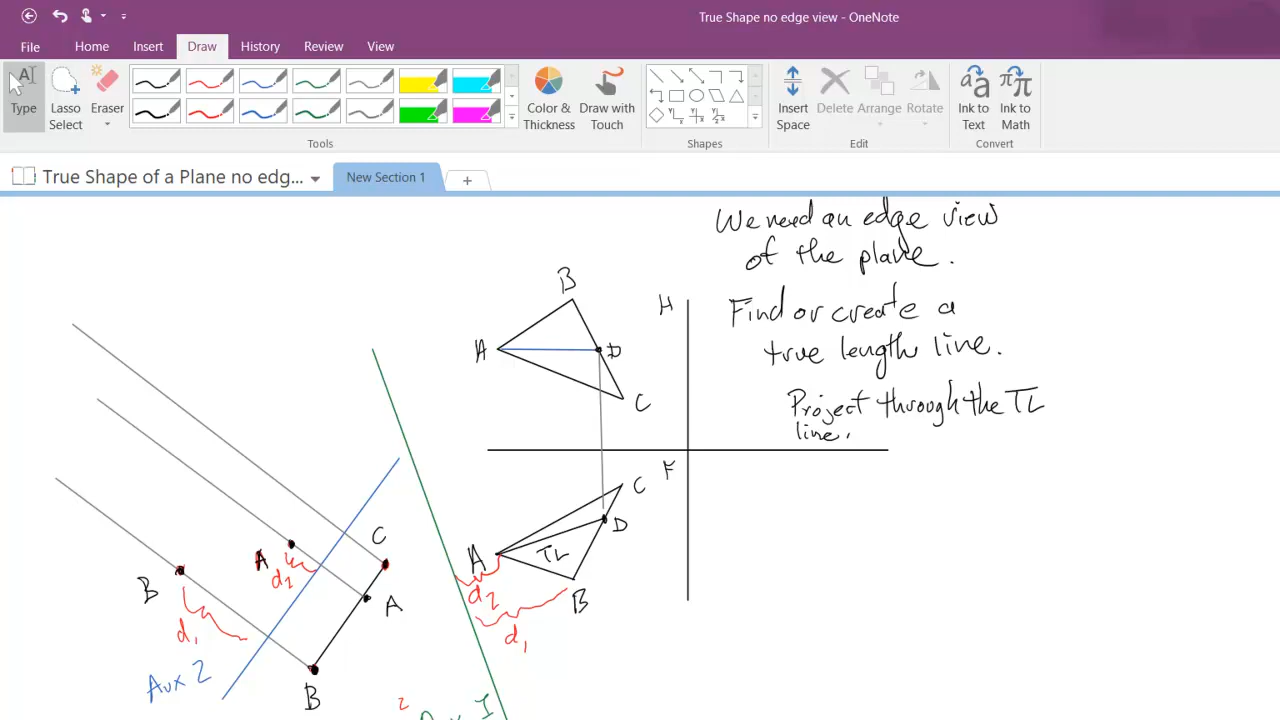 True Shape no edge view - OneNote
File Home Insert Draw History Review View
Type
Lasso Select
Eraser
Color & Thickness
Draw with Touch
Insert Space
Delete
Arrange
Rotate
Ink to Text
Ink to Math
Tools
Shapes
Edit
Convert
True Shape of a Plane no edg...
New Section 1
We need an edge view
of the plane.
Find or create a
true length line.
Project through the TL
line.
B
H
A
D
C
F
C
D
A
TL
B
d2
d1
C
A
d2
B
A
d1
Aux 2
B
2